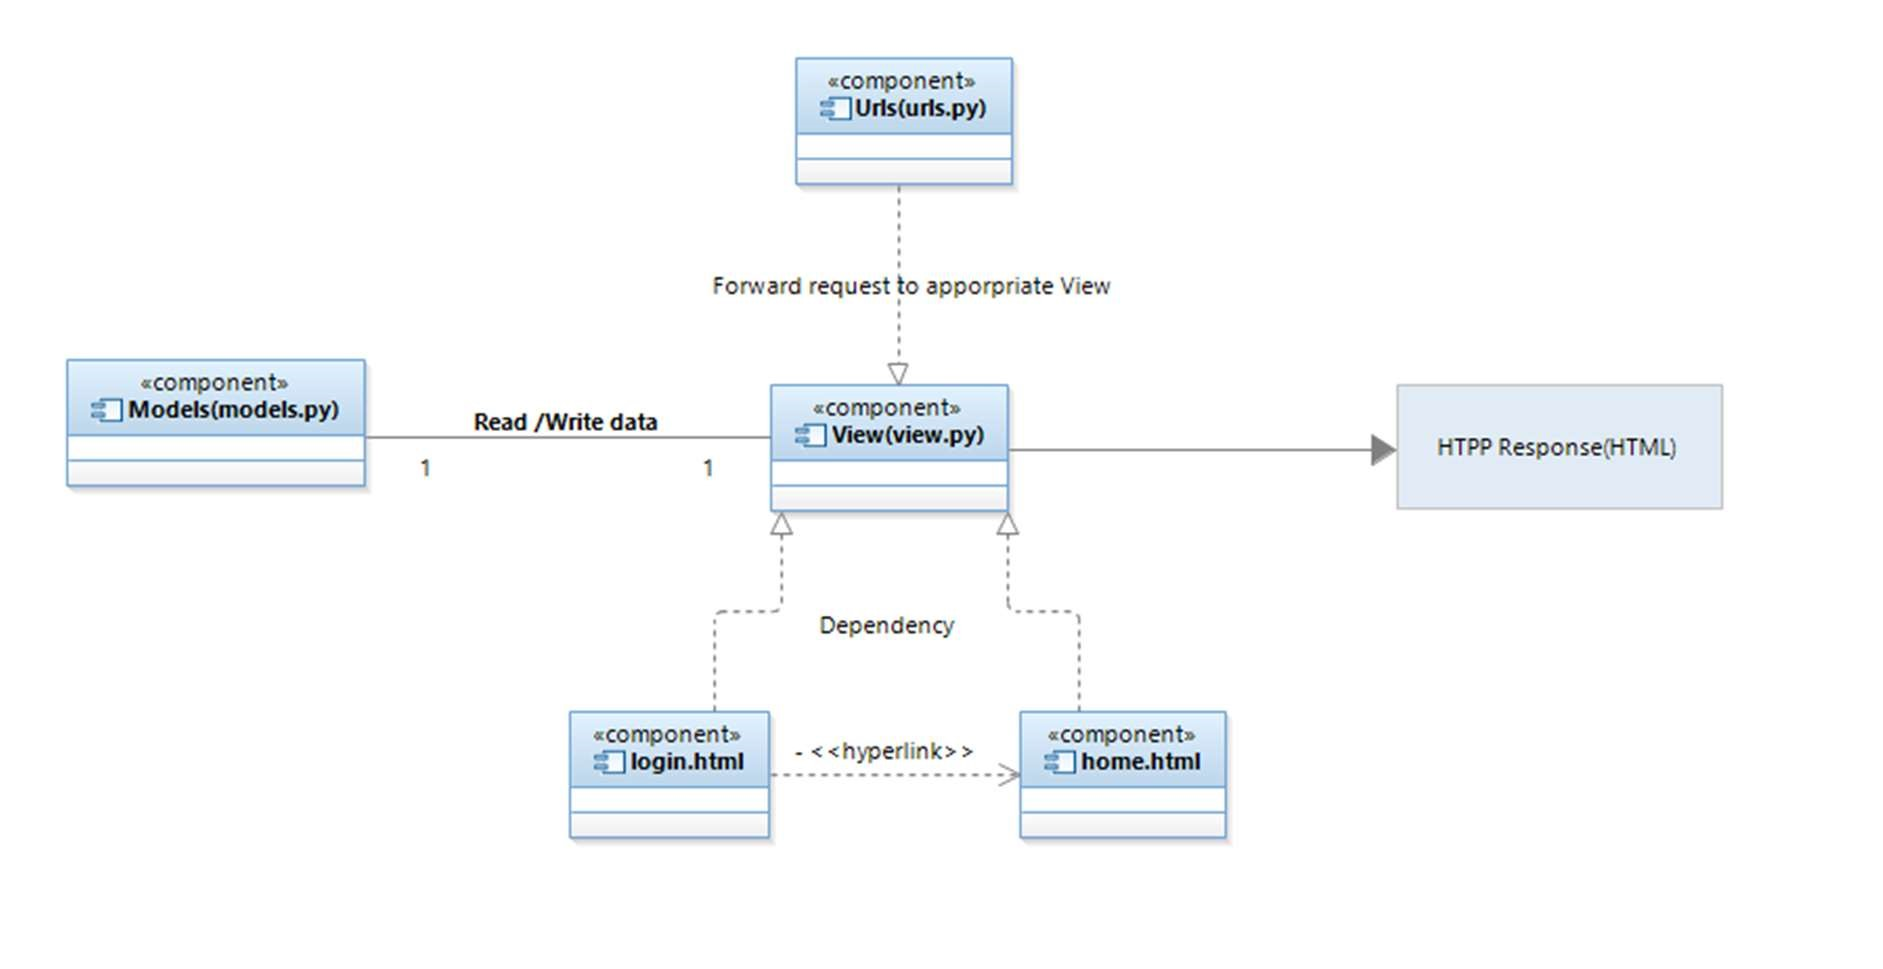 «component»
Urls(urls.py)
Forward request to apporpriate View
«component»
Models(models.py)
Read /Write data
1
1
«component»
View(view.py)
HTPP Response(HTML)
Dependency
«component»
login.html
- <<hyperlink>>
«component»
home.html